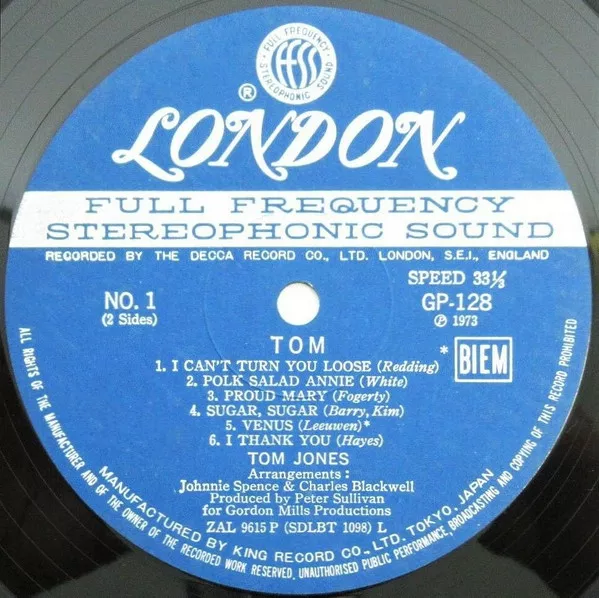 FULL FREQUENCY
STEREOPHONIC SOUND
FFSS
®
LONDON
FULL FREQUENCY
STEREOPHONIC SOUND
RECORDED BY THE DECCA RECORD CO., LTD. LONDON, S.E.I., ENGLAND
SPEED 33⅓
NO. 1
GP-128
(2 Sides)
Ⓟ 1973
TOM
* BIEM
1. I CAN'T TURN YOU LOOSE (Redding)
2. POLK SALAD ANNIE (White)
3. PROUD MARY (Fogerty)
4. SUGAR, SUGAR (Barry, Kim)
5. VENUS (Leeuwen)*
6. I THANK YOU (Hayes)
TOM JONES
Arrangements :
Johnnie Spence & Charles Blackwell
Produced by Peter Sullivan
for Gordon Mills Productions
ZAL 9615 P (SDLBT 1098) L
MANUFACTURED BY KING RECORD CO., LTD. TOKYO, JAPAN
ALL RIGHTS OF THE MANUFACTURER AND OF THE OWNER OF THE RECORDED WORK RESERVED, UNAUTHORISED PUBLIC PERFORMANCE, BROADCASTING AND COPYING OF THIS RECORD PROHIBITED